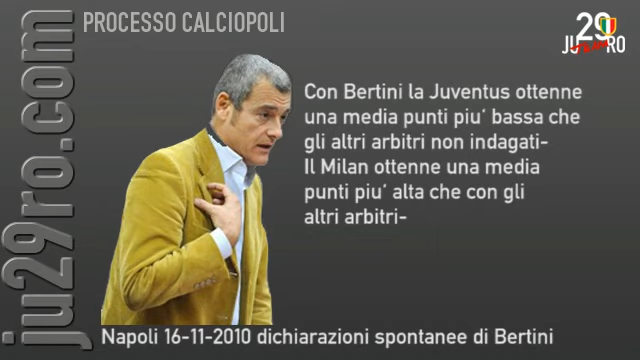 PROCESSO CALCIOPOLI
29
JU TEAM RO
ju29ro.com
Con Bertini la Juventus ottenne
una media punti piu' bassa che
gli altri arbitri non indagati-
Il Milan ottenne una media
punti piu' alta che con gli
altri arbitri-
Napoli 16-11-2010 dichiarazioni spontanee di Bertini